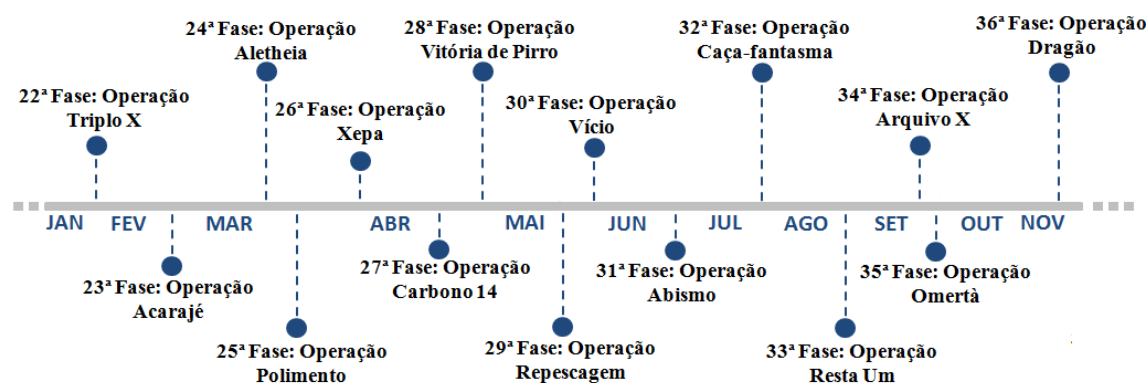 24ª Fase: Operação
Aletheia
28ª Fase: Operação
Vitória de Pirro
32ª Fase: Operação
Caça-fantasma
36ª Fase: Operação
Dragão
22ª Fase: Operação
Triplo X
26ª Fase: Operação
Xepa
30ª Fase: Operação
Vício
34ª Fase: Operação
Arquivo X
JAN FEV MAR ABR MAI JUN JUL AGO SET OUT NOV
23ª Fase: Operação
Acarajé
27ª Fase: Operação
Carbono 14
31ª Fase: Operação
Abismo
35ª Fase: Operação
Omertà
25ª Fase: Operação
Polimento
29ª Fase: Operação
Repescagem
33ª Fase: Operação
Resta Um